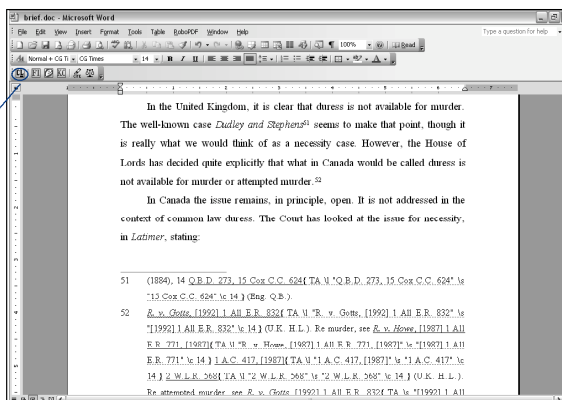 brief.doc - Microsoft Word
File Edit View Insert Format Tools Table RoboPDF Window Help Type a question for help
100% Read
Normal + CG Ti CG Times 14 B I U
In the United Kingdom, it is clear that duress is not available for murder.
The well-known case Dudley and Stephens51 seems to make that point, though it
is really what we would think of as a necessity case. However, the House of
Lords has decided quite explicitly that what in Canada would be called duress is
not available for murder or attempted murder.52
In Canada the issue remains, in principle, open. It is not addressed in the
context of common law duress. The Court has looked at the issue for necessity,
in Latimer, stating:
51 (1884), 14 Q.B.D. 273, 15 Cox C.C. 624{ TA \l "Q.B.D. 273, 15 Cox C.C. 624" \s
"15 Cox C.C. 624" \c 14 } (Eng. Q.B.).
52 R. v. Gotts, [1992] 1 All E.R. 832{ TA \l "R. v. Gotts, [1992] 1 All E.R. 832" \s
"[1992] 1 All E.R. 832" \c 14 } (U.K. H.L.). Re murder, see R. v. Howe, [1987] 1 All
E.R. 771, [1987]{ TA \l "R. v. Howe, [1987] 1 All E.R. 771, [1987]" \s "[1987] 1 All
E.R. 771" \c 14 } 1 A.C. 417, [1987]{ TA \l "1 A.C. 417, [1987]" \s "1 A.C. 417" \c
14 } 2 W.L.R. 568{ TA \l "2 W.L.R. 568" \s "2 W.L.R. 568" \c 14 } (U.K. H.L.).
Re attempted murder, see R. v. Gotts, [1992] 1 All E.R. 832{ TA \l "[1992] 1 All